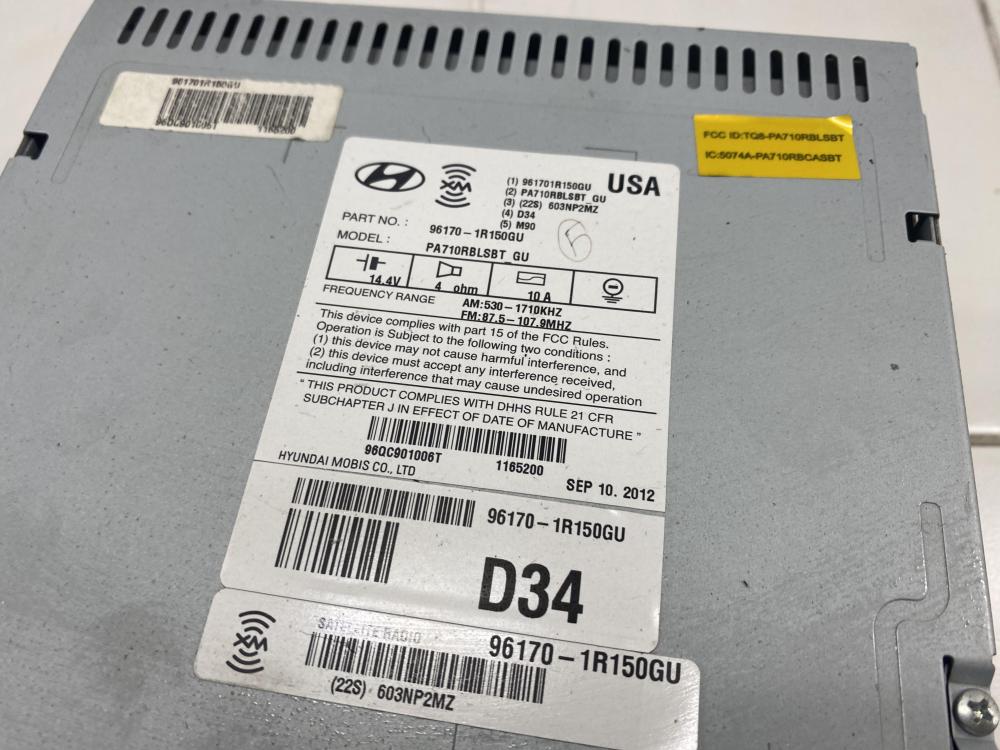 961701R150GU
96QC901006T 1165200
FCC ID:TQ8-PA710RBLSBT
IC:5074A-PA710RBCASBT
XM
(1) 961701R150GU
(2) PA710RBLSBT_GU
(3) (22S) 603NP2MZ
(4) D34
(5) M90
USA
PART NO. : 96170-1R150GU
MODEL : PA710RBLSBT_GU
14.4V 4 ohm 10 A
FREQUENCY RANGE AM:530-1710KHZ
FM:87.5-107.9MHZ
This device complies with part 15 of the FCC Rules.
Operation is Subject to the following two conditions :
(1) this device may not cause harmful interference, and
(2) this device must accept any interference received,
including interference that may cause undesired operation
" THIS PRODUCT COMPLIES WITH DHHS RULE 21 CFR
SUBCHAPTER J IN EFFECT OF DATE OF MANUFACTURE "
96QC901006T 1165200
HYUNDAI MOBIS CO., LTD SEP 10. 2012
96170-1R150GU
D34
XM
SATELLITE RADIO 96170-1R150GU
(22S) 603NP2MZ